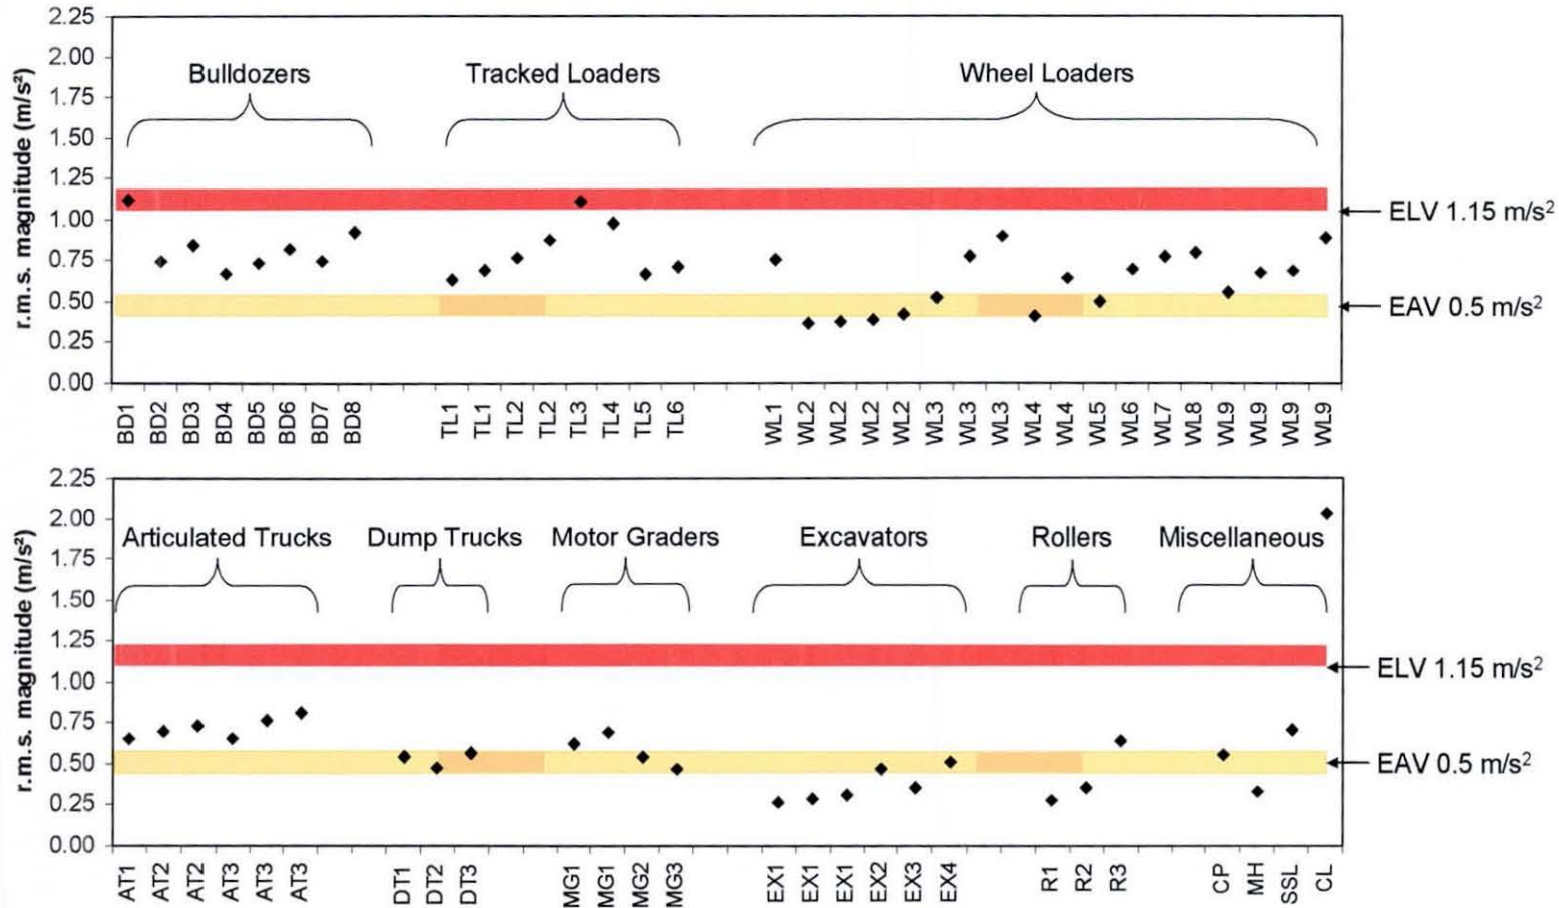 2.25
2.00
1.75
1.50
1.25
1.00
0.75
0.50
0.25
0.00
r.m.s. magnitude (m/s²)
Bulldozers Tracked Loaders Wheel Loaders
ELV 1.15 m/s²
EAV 0.5 m/s²
BD1 BD2 BD3 BD4 BD5 BD6 BD7 BD8 TL1 TL1 TL2 TL2 TL3 TL4 TL5 TL6 WL1 WL2 WL2 WL2 WL2 WL3 WL3 WL3 WL4 WL4 WL5 WL6 WL7 WL8 WL9 WL9 WL9 WL9
2.25
2.00
1.75
1.50
1.25
1.00
0.75
0.50
0.25
0.00
r.m.s. magnitude (m/s²)
Articulated Trucks Dump Trucks Motor Graders Excavators Rollers Miscellaneous
ELV 1.15 m/s²
EAV 0.5 m/s²
AT1 AT2 AT2 AT3 AT3 AT3 DT1 DT2 DT3 MG1 MG1 MG2 MG3 EX1 EX1 EX1 EX2 EX3 EX4 R1 R2 R3 CP MH SSL CL